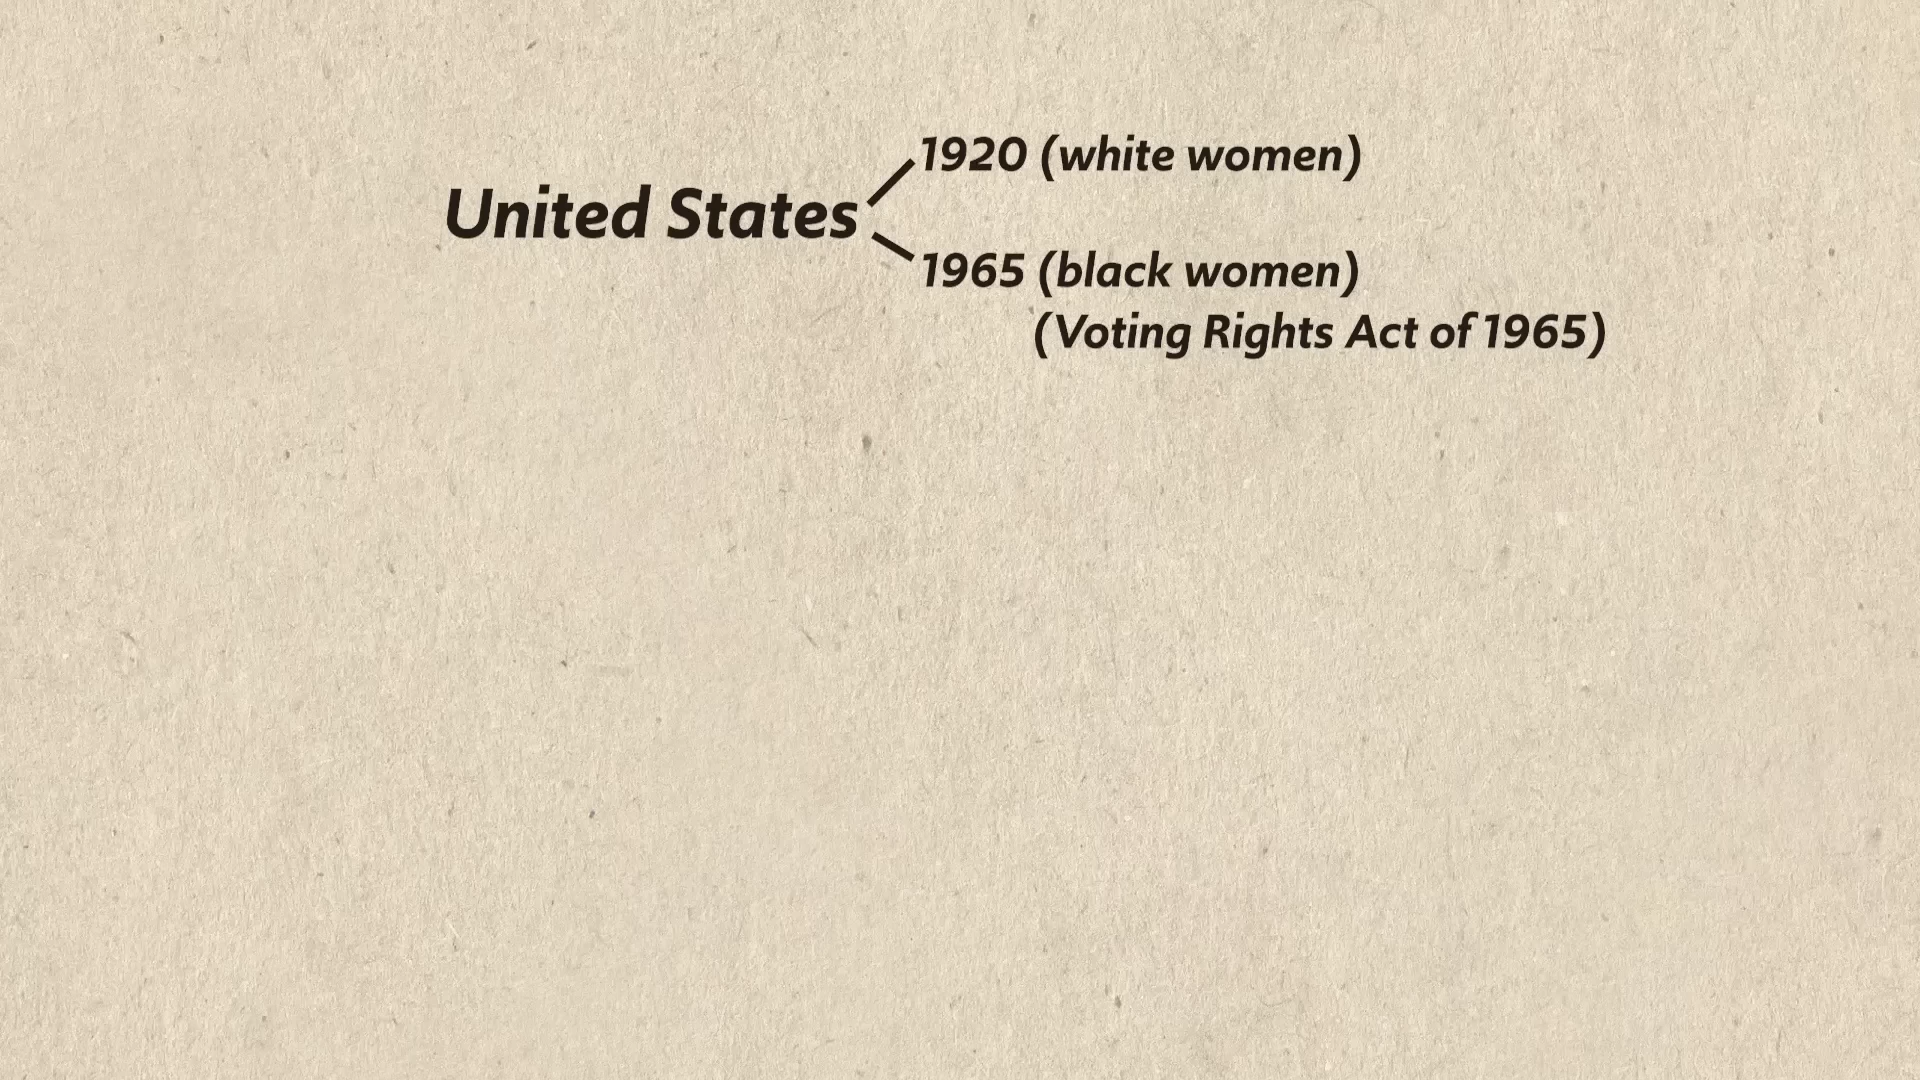 1920 (white women)
United States
1965 (black women)
(Voting Rights Act of 1965)